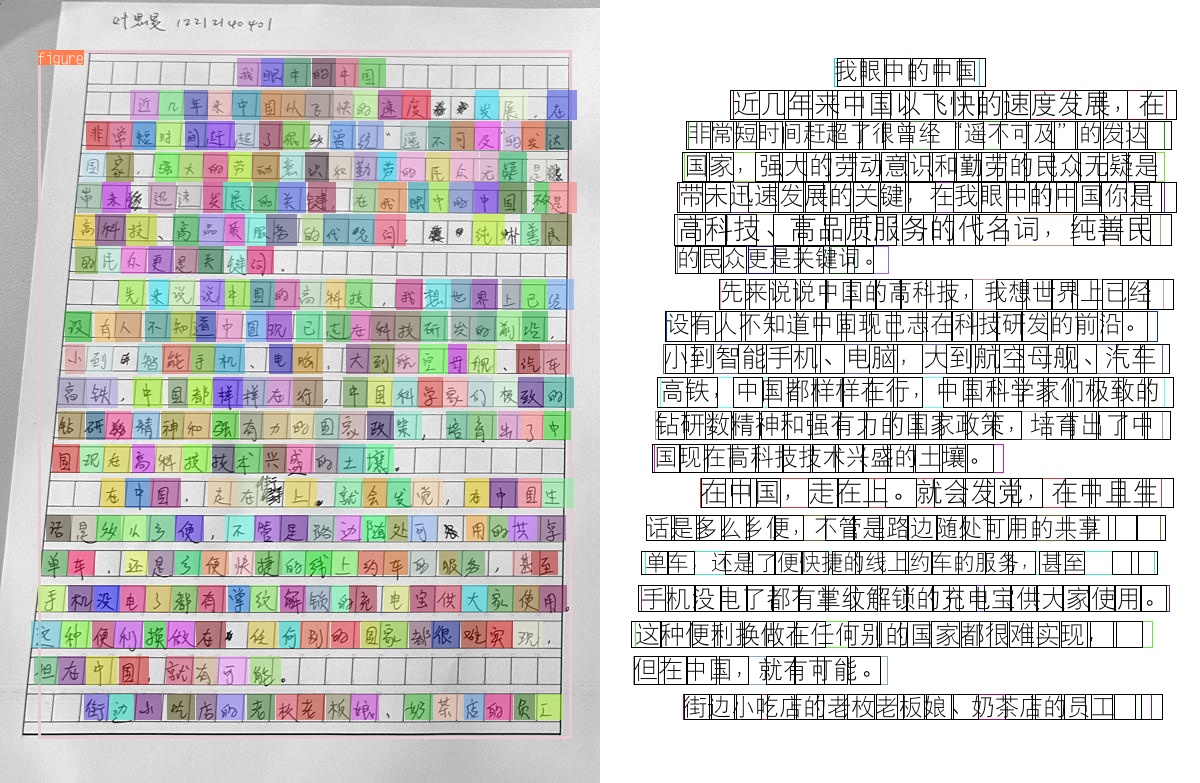 叶思曼 1212140401
figure
我眼中的中国
近几年来中国以飞快的速度发展，在
非常短时间赶超了很多曾经“遥不可及”的发达
国家，强大的劳动意识和勤劳的民众无疑是
带来迅速发展的关键，在我眼中的中国
高科技、高品质服务的代名词，纯善民
的民众更是关键词。
先来说说中国的高科技，我想世界上已经
没有人不知道中国现已走在科技研发的前沿。
小到智能手机、电脑，大到航空母舰、汽车
高铁，中国都样样在行，中国科学家们极致的
钻研精神和强有力的国家政策，培育出了中
国现在高科技技术兴盛的土壤。
在中国，走在街上。就会发觉，在中国生
活是多么方便，不管是路边随处可用的共享
单车，还是方便快捷的线上约车的服务，甚至
手机没电了都有掌纹解锁的充电宝供大家使用。
这种便利换做在任何别的国家都很难实现，
但在中国，就有可能。
街边小吃店的老板老板娘、奶茶店的员工
我眼中的中国
近几年来中国以飞快的速度发展，在
非常短时间赶超了很曾经“遥不可及”的发达
国家，强大的劳动意识和勤劳的民众无疑是
带未迅速发展的关键，在我眼中的中国你是
高科技、高品质服务的代名词，纯善民
的民众更是关键词。
先来说说中国的高科技，我想世界上已经
设有人不知道中国现已志在科技研发的前沿。
小到智能手机、电脑，大到航空母舰、汽车
高铁，中国都样样在行，中国科学家们极致的
钻研数精神和强有力的国家政策，培育出了中
国现在高科技技术兴盛的土壤。
在中国，走在上。就会发党，在中且生
话是多么乡便，不管是路边随处可用的共享
单车，还是了便快捷的线上约车的服务，甚至
手机没电了都有掌纹解锁的充电宝供大家使用。
这种便利换做在任何别的国家都很难实现，
但在中国，就有可能。
街边小吃店的老枚老板娘、奶茶店的员工